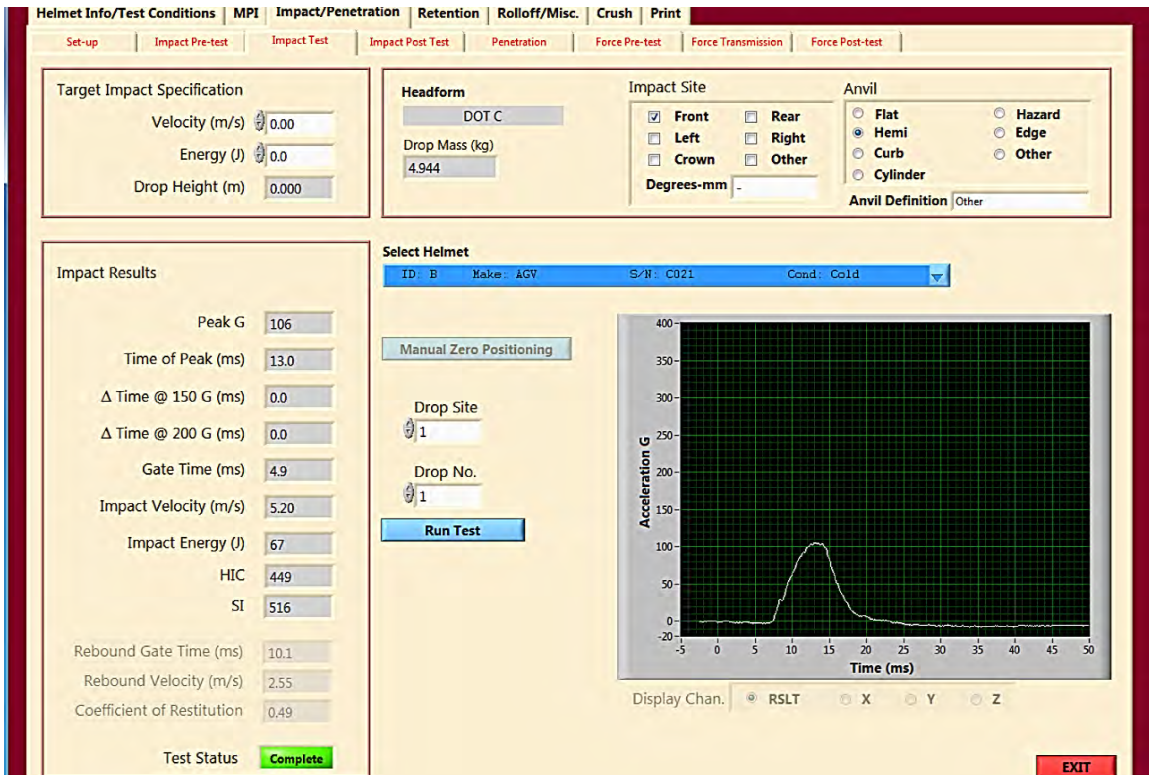 Helmet Info/Test Conditions MPI Impact/Penetration Retention Rolloff/Misc. Crush Print
Set-up Impact Pre-test Impact Test Impact Post Test Penetration Force Pre-test Force Transmission Force Post-test
Target Impact Specification
Velocity (m/s) 0.00
Energy (J) 0.0
Drop Height (m) 0.000
Headform
DOT C
Drop Mass (kg)
4.944
Impact Site
Front Rear
Left Right
Crown Other
Degrees-mm -
Anvil
Flat Hazard
Hemi Edge
Curb Other
Cylinder
Anvil Definition Other
Select Helmet
ID: B Make: AGV S/N: C021 Cond: Cold
Impact Results
Peak G 106
Time of Peak (ms) 13.0
Δ Time @ 150 G (ms) 0.0
Δ Time @ 200 G (ms) 0.0
Gate Time (ms) 4.9
Impact Velocity (m/s) 5.20
Impact Energy (J) 67
HIC 449
SI 516
Rebound Gate Time (ms) 10.1
Rebound Velocity (m/s) 2.55
Coefficient of Restitution 0.49
Test Status Complete
Manual Zero Positioning
Drop Site
1
Drop No.
1
Run Test
Acceleration G
400
350
300
250
200
150
100
50
0
-20
-5 0 5 10 15 20 25 30 35 40 45 50
Time (ms)
Display Chan. RSLT X Y Z
EXIT